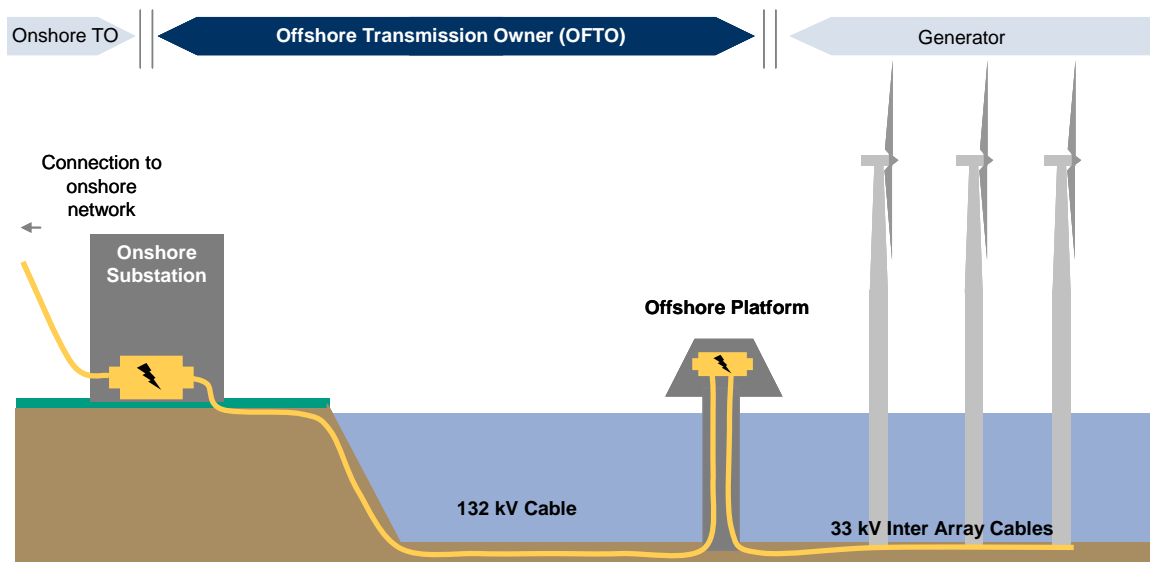 Onshore TO
Offshore Transmission Owner (OFTO)
Generator
Connection to
onshore
network
Onshore
Substation
Offshore Platform
132 kV Cable
33 kV Inter Array Cables